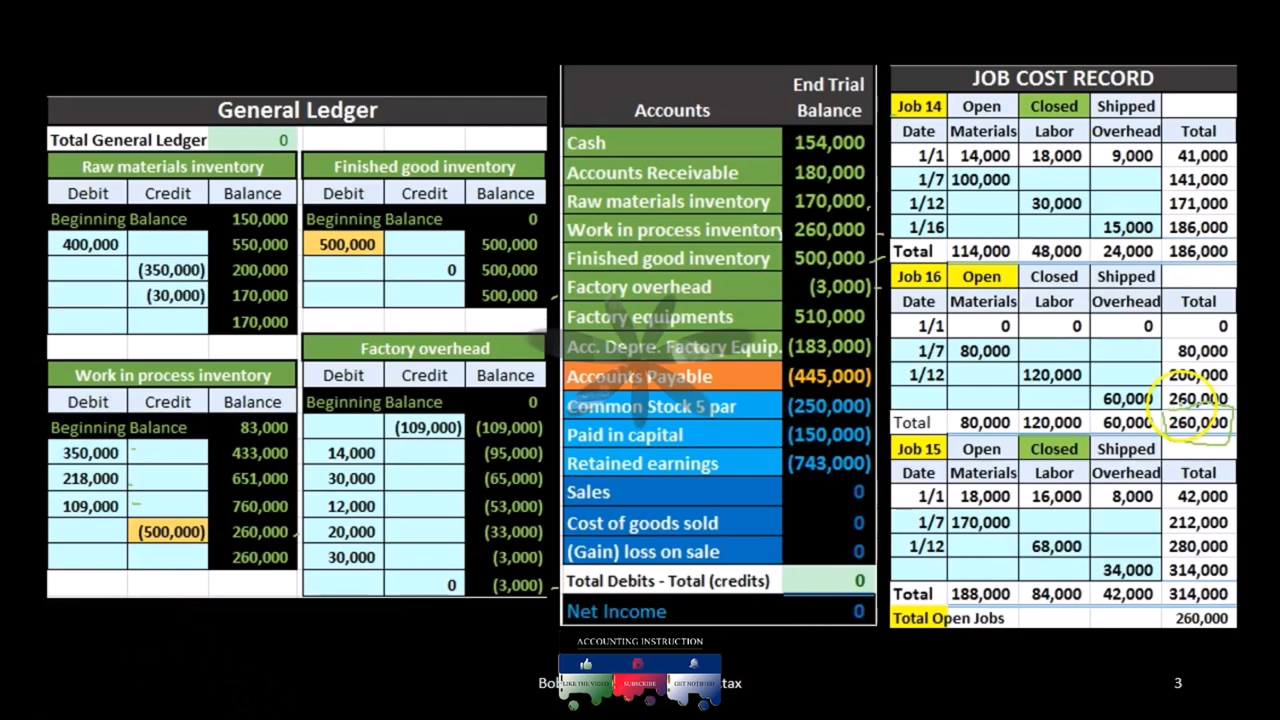 General Ledger
Total General Ledger 0
Raw materials inventory
Debit Credit Balance
Beginning Balance 150,000
400,000 550,000
(350,000) 200,000
(30,000) 170,000
170,000
Work in process inventory
Debit Credit Balance
Beginning Balance 83,000
350,000 433,000
218,000 651,000
109,000 760,000
(500,000) 260,000
260,000
Finished good inventory
Debit Credit Balance
Beginning Balance 0
500,000 500,000
0 500,000
500,000
Factory overhead
Debit Credit Balance
Beginning Balance 0
(109,000) (109,000)
14,000 (95,000)
30,000 (65,000)
12,000 (53,000)
20,000 (33,000)
30,000 (3,000)
0 (3,000)
Accounts End Trial Balance
Cash 154,000
Accounts Receivable 180,000
Raw materials inventory 170,000
Work in process inventory 260,000
Finished good inventory 500,000
Factory overhead (3,000)
Factory equipments 510,000
Acc. Depre. Factory Equip. (183,000)
Accounts Payable (445,000)
Common Stock 5 par (250,000)
Paid in capital (150,000)
Retained earnings (743,000)
Sales 0
Cost of goods sold 0
(Gain) loss on sale 0
Total Debits - Total (credits) 0
Net Income 0
JOB COST RECORD
Job 14 Open Closed Shipped
Date Materials Labor Overhead Total
1/1 14,000 18,000 9,000 41,000
1/7 100,000 141,000
1/12 30,000 171,000
1/16 15,000 186,000
Total 114,000 48,000 24,000 186,000
Job 16 Open Closed Shipped
Date Materials Labor Overhead Total
1/1 0 0 0 0
1/7 80,000 80,000
1/12 120,000 200,000
60,000 260,000
Total 80,000 120,000 60,000 260,000
Job 15 Open Closed Shipped
Date Materials Labor Overhead Total
1/1 18,000 16,000 8,000 42,000
1/7 170,000 212,000
1/12 68,000 280,000
34,000 314,000
Total 188,000 84,000 42,000 314,000
Total Open Jobs 260,000
ACCOUNTING INSTRUCTION
LIKE THE VIDEO SUBSCRIBE GET NOTIFIED
Bo tax
3